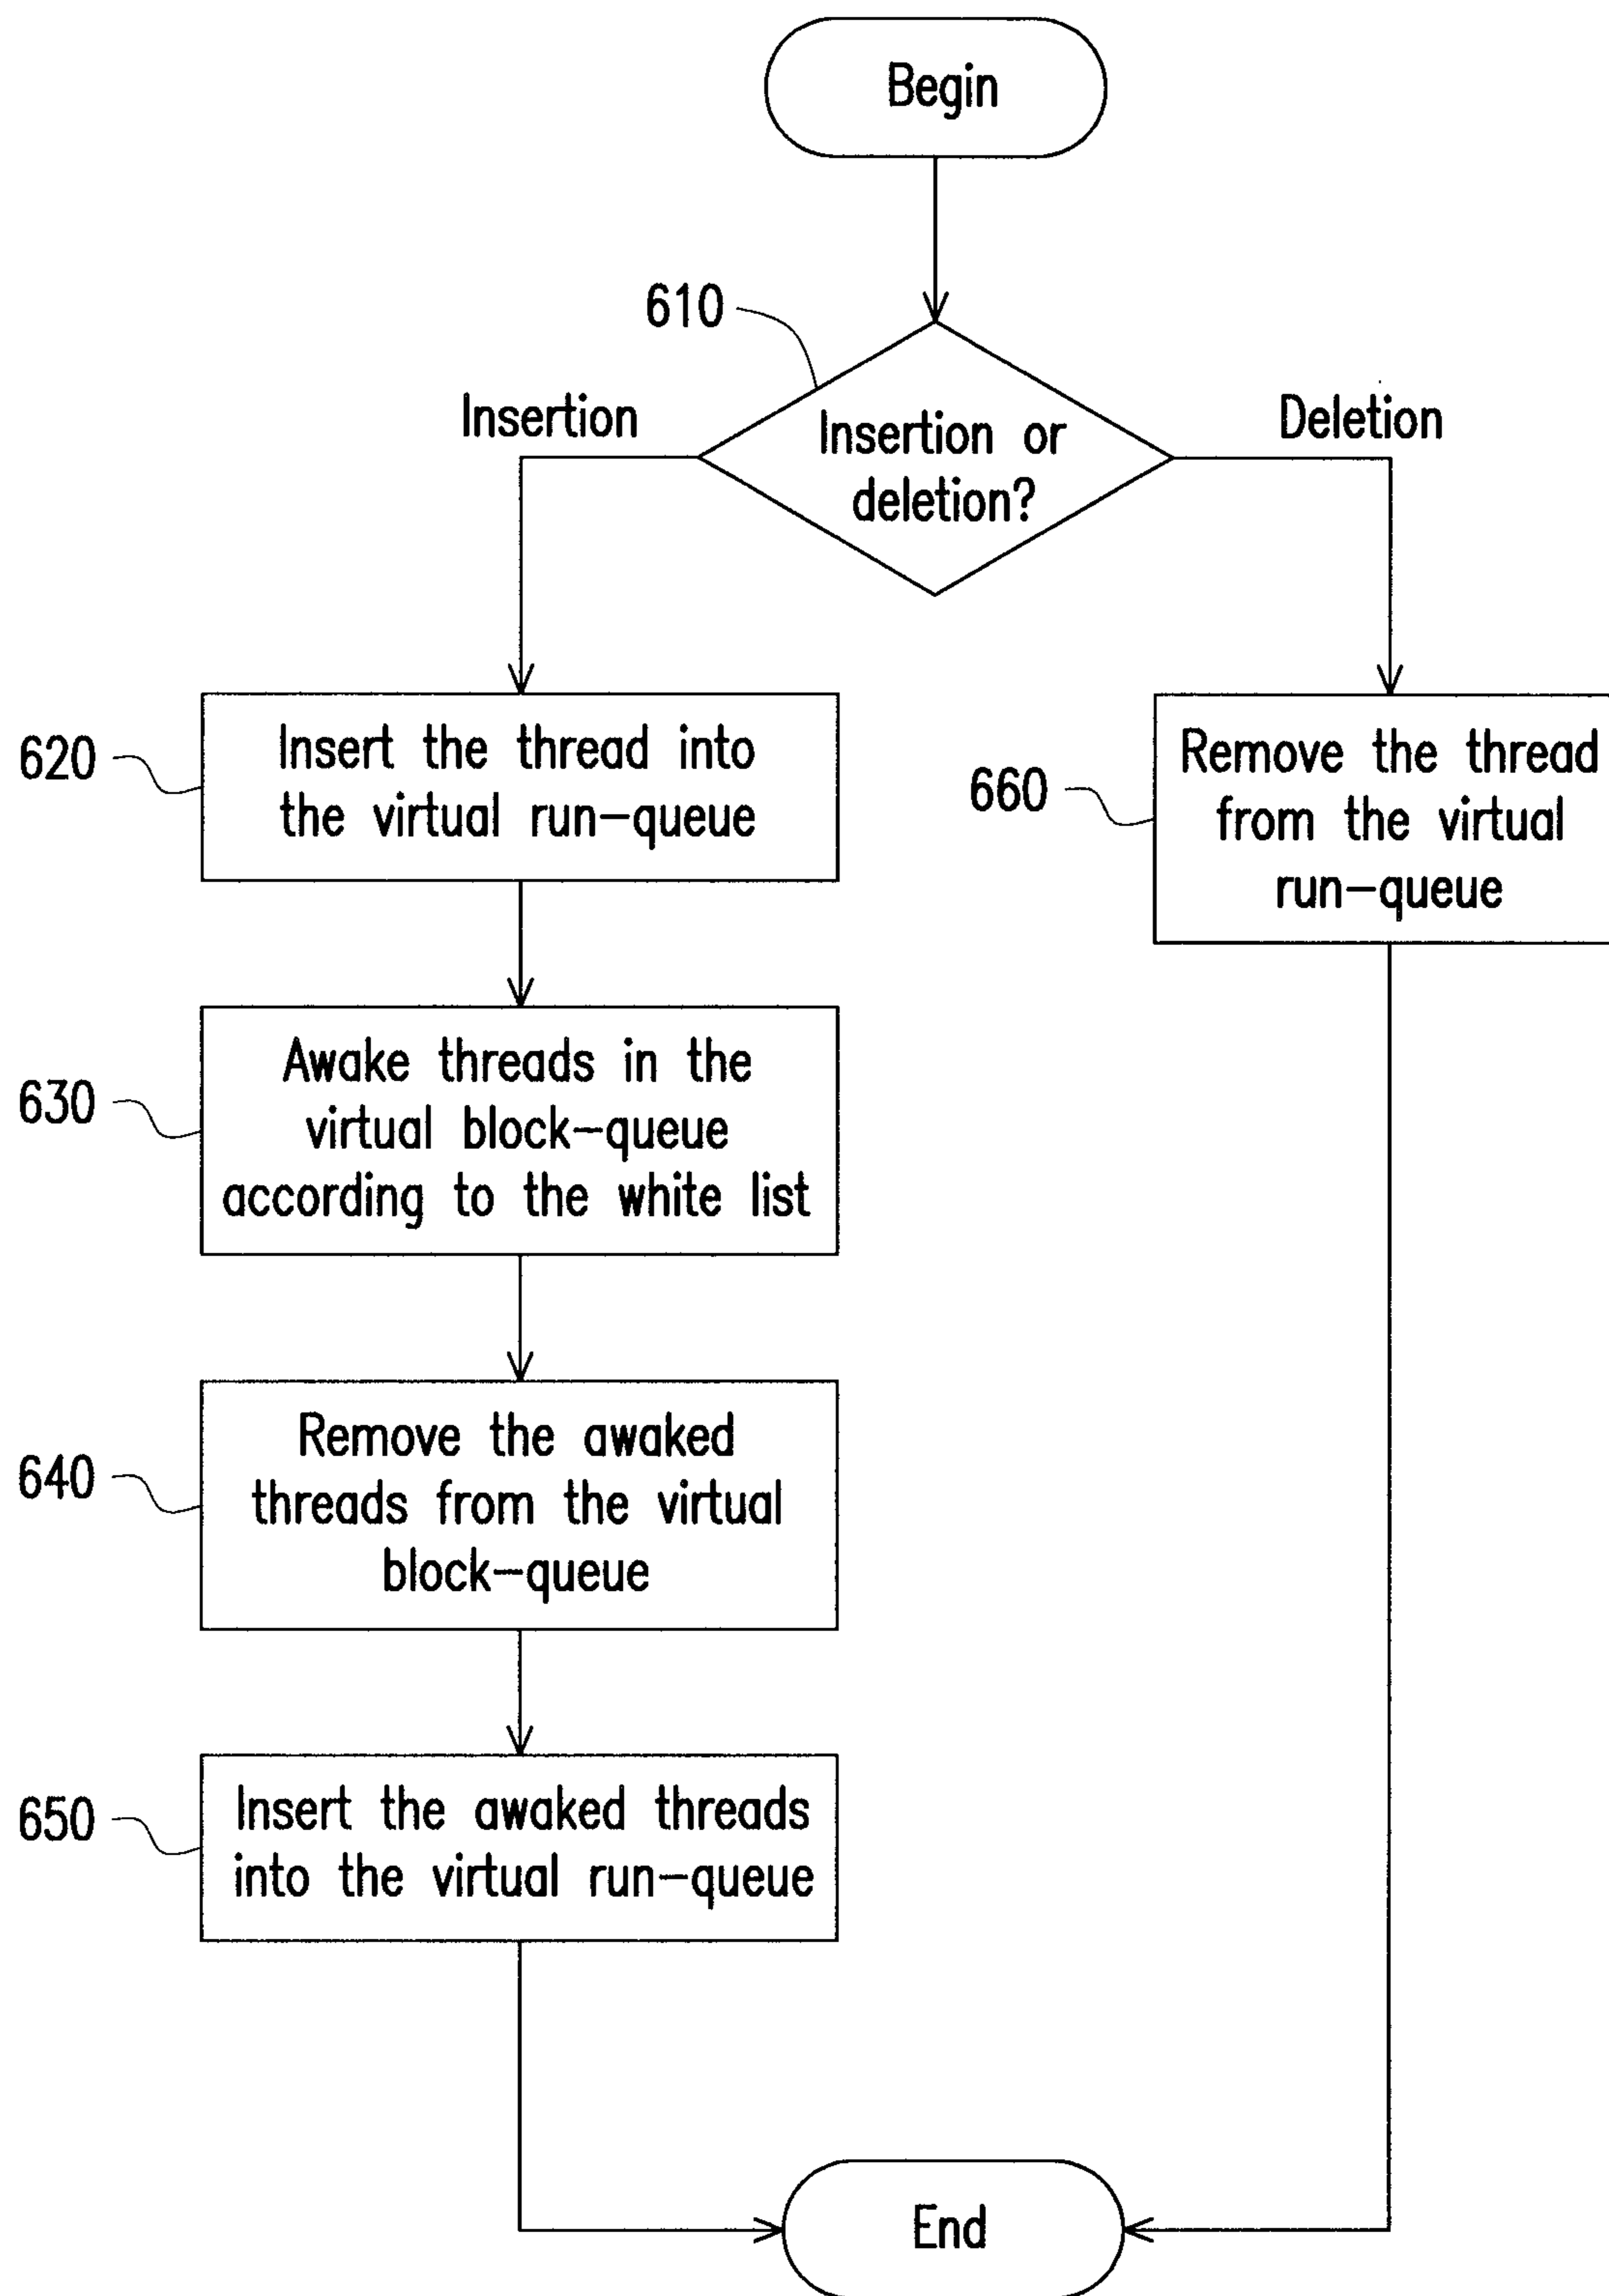 Begin
610
Insertion
Insertion or
deletion?
Deletion
620
Insert the thread into
the virtual run-queue
660
Remove the thread
from the virtual
run-queue
630
Awake threads in the
virtual block-queue
according to the white list
640
Remove the awaked
threads from the virtual
block-queue
650
Insert the awaked threads
into the virtual run-queue
End